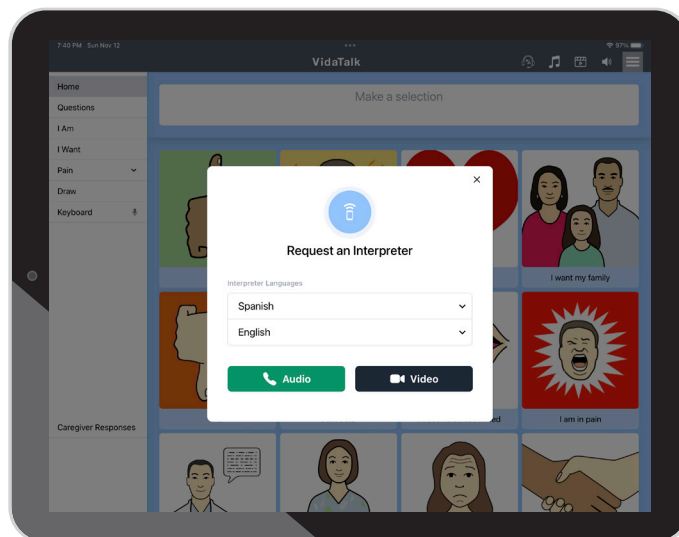 7:40 PM Sun Nov 12
97%
VidaTalk
Home
Questions
I Am
I Want
Pain
Draw
Keyboard
Caregiver Responses
Make a selection
Request an Interpreter
Interpreter Languages
Spanish
English
Audio
Video
I want my family
ed
I am in pain